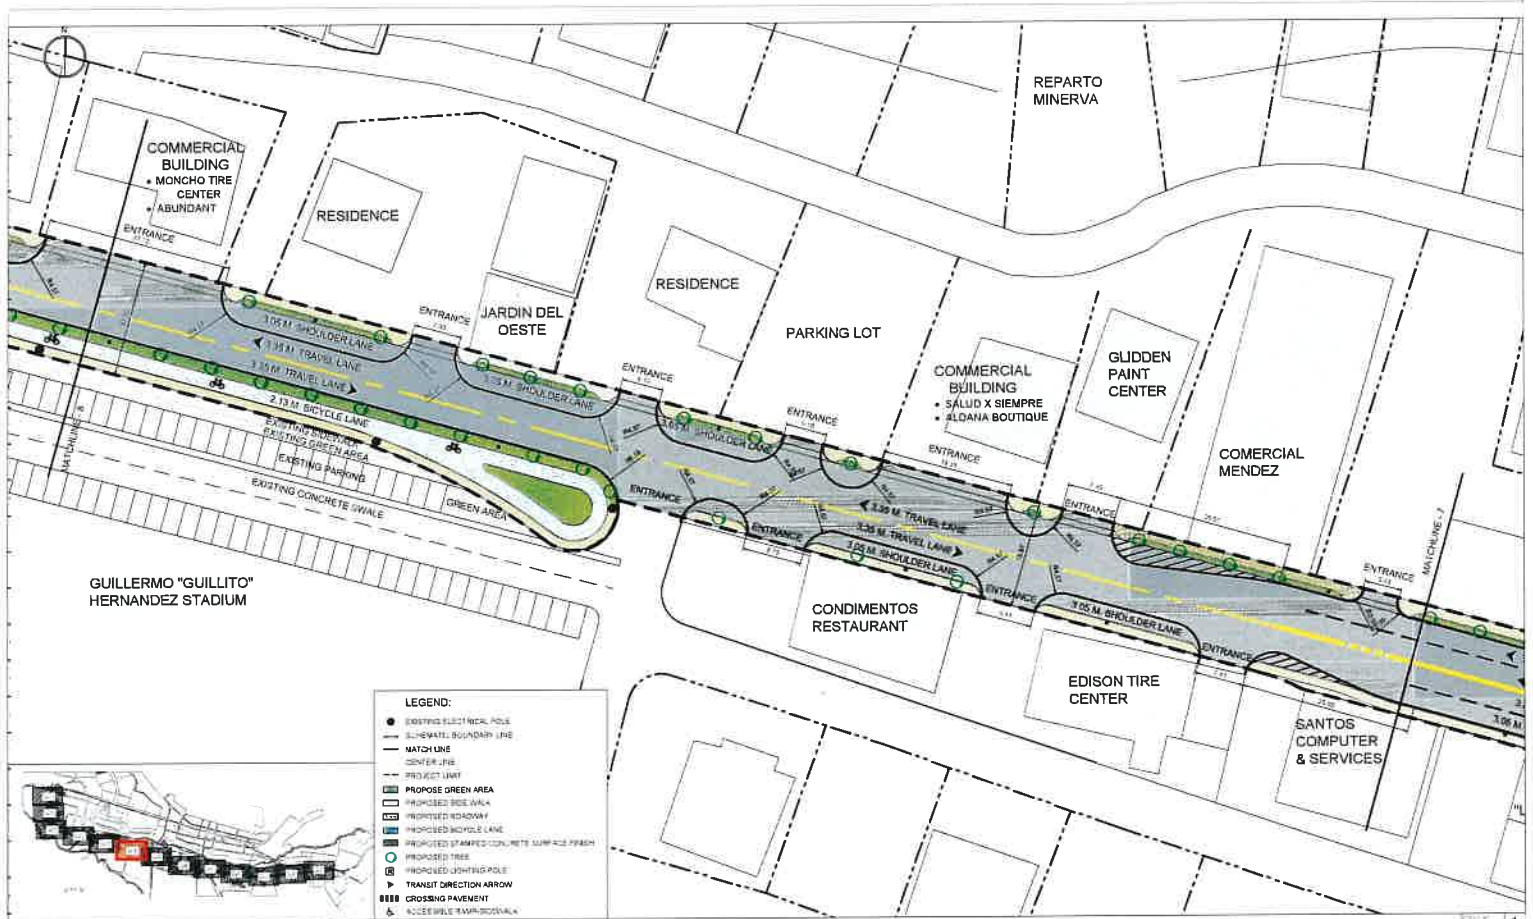 REPARTO
MINERVA
COMMERCIAL
BUILDING
• MONCHO TIRE
CENTER
• ABUNDANT
ENTRANCE
RESIDENCE
JARDIN DEL
OESTE
ENTRANCE
RESIDENCE
ENTRANCE
PARKING LOT
ENTRANCE
COMMERCIAL
BUILDING
• SALUD X SIEMPRE
• ALDANA BOUTIQUE
ENTRANCE
GLIDDEN
PAINT
CENTER
ENTRANCE
COMERCIAL
MENDEZ
ENTRANCE
MATCHLINE - 7
MATCHLINE - 8
3.05 M. SHOULDER LANE
3.35 M. TRAVEL LANE
3.35 M. TRAVEL LANE
2.13 M. BICYCLE LANE
EXISTING SIDEWALK
EXISTING GREEN AREA
EXISTING PARKING
EXISTING CONCRETE SWALE
GREEN AREA
3.05 M. SHOULDER LANE
3.65 M. SHOULDER LANE
ENTRANCE
ENTRANCE
3.35 M. TRAVEL LANE
3.35 M. TRAVEL LANE
3.05 M. SHOULDER LANE
ENTRANCE
3.05 M. SHOULDER LANE
ENTRANCE
3.05 M
GUILLERMO "GUILLITO"
HERNANDEZ STADIUM
CONDIMENTOS
RESTAURANT
EDISON TIRE
CENTER
SANTOS
COMPUTER
& SERVICES
LEGEND:
EXISTING ELECTRICAL POLE
SCHEMATIC BOUNDARY LINE
MATCH LINE
CENTER LINE
PROJECT LIMIT
PROPOSE GREEN AREA
PROPOSED SIDE WALK
PROPOSED ROADWAY
PROPOSED BICYCLE LANE
PROPOSED STAMPED CONCRETE SURFACE FINISH
PROPOSED TREE
PROPOSED LIGHTING POLE
TRANSIT DIRECTION ARROW
CROSSING PAVEMENT
ACCESSIBLE RAMP/SIDEWALK